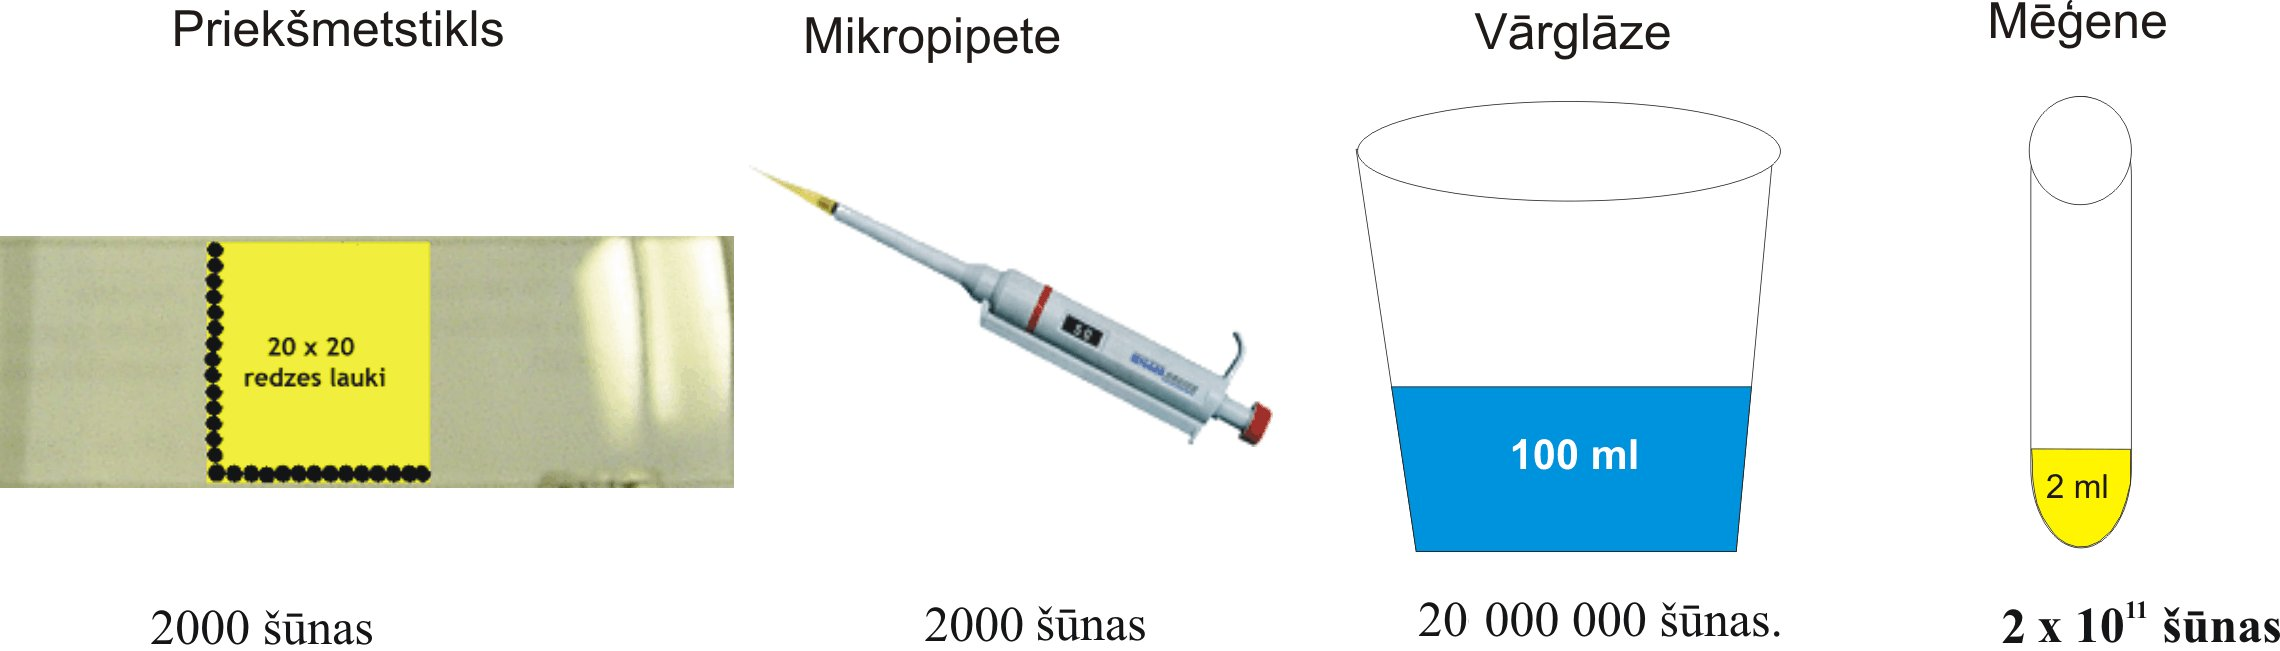 Priekšmetstikls
Mikropipete
Vārglāze
Mēģene
20 x 20
redzes lauki
100 ml
2 ml
2000 šūnas
2000 šūnas
20 000 000 šūnas.
2 x 10¹¹ šūnas